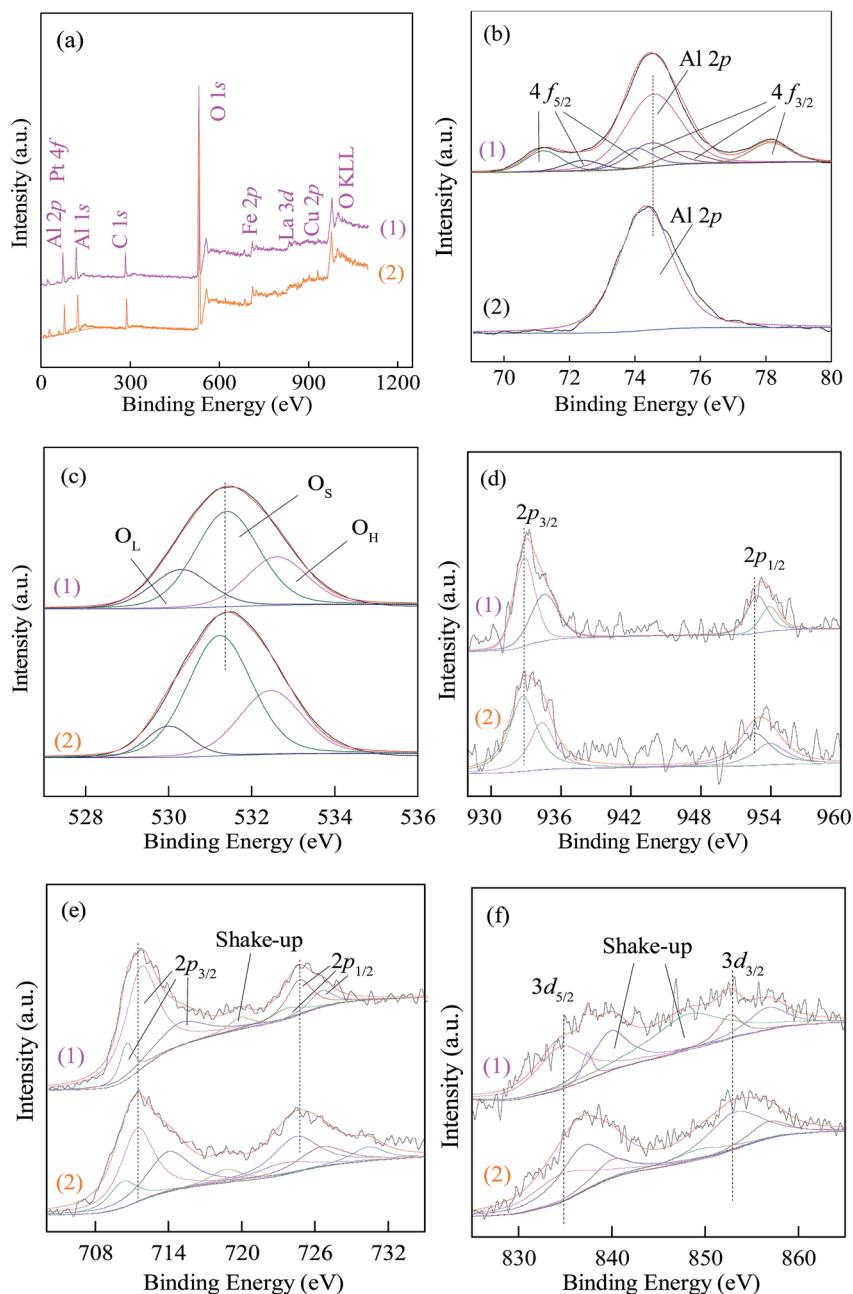 (a)
Intensity (a.u.)
Al 2p
Pt 4f
Al 1s
C 1s
O 1s
Fe 2p
La 3d
Cu 2p
O KLL
(1)
(2)
0 300 600 900 1200
Binding Energy (eV)
(b)
Intensity (a.u.)
Al 2p
4 f5/2
4 f3/2
(1)
Al 2p
(2)
70 72 74 76 78 80
Binding Energy (eV)
(c)
Intensity (a.u.)
OS
OL
OH
(1)
(2)
528 530 532 534 536
Binding Energy (eV)
(d)
Intensity (a.u.)
2p3/2
2p1/2
(1)
(2)
930 936 942 948 954 960
Binding Energy (eV)
(e)
Intensity (a.u.)
Shake-up
2p3/2
2p1/2
(1)
(2)
708 714 720 726 732
Binding Energy (eV)
(f)
Intensity (a.u.)
Shake-up
3d5/2
3d3/2
(1)
(2)
830 840 850 860
Binding Energy (eV)